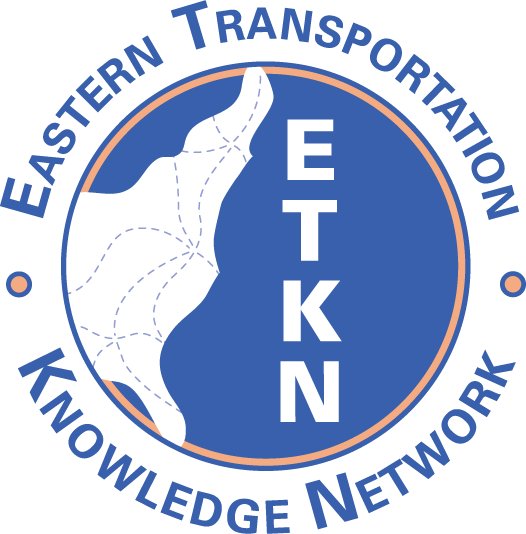 EASTERN TRANSPORTATION
E
T
K
N
KNOWLEDGE NETWORK